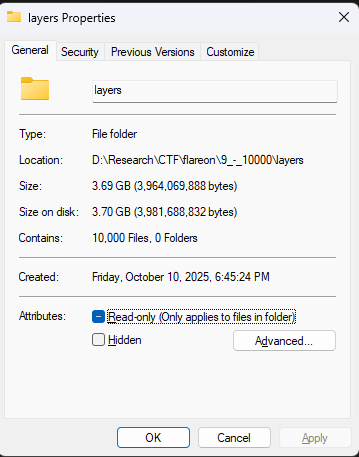 layers Properties
General Security Previous Versions Customize
layers
Type: File folder
Location: D:\Research\CTF\flareon\9_-_10000\layers
Size: 3.69 GB (3,964,069,888 bytes)
Size on disk: 3.70 GB (3,981,688,832 bytes)
Contains: 10,000 Files, 0 Folders
Created: Friday, October 10, 2025, 6:45:24 PM
Attributes: Read-only (Only applies to files in folder)
Hidden Advanced...
OK Cancel Apply